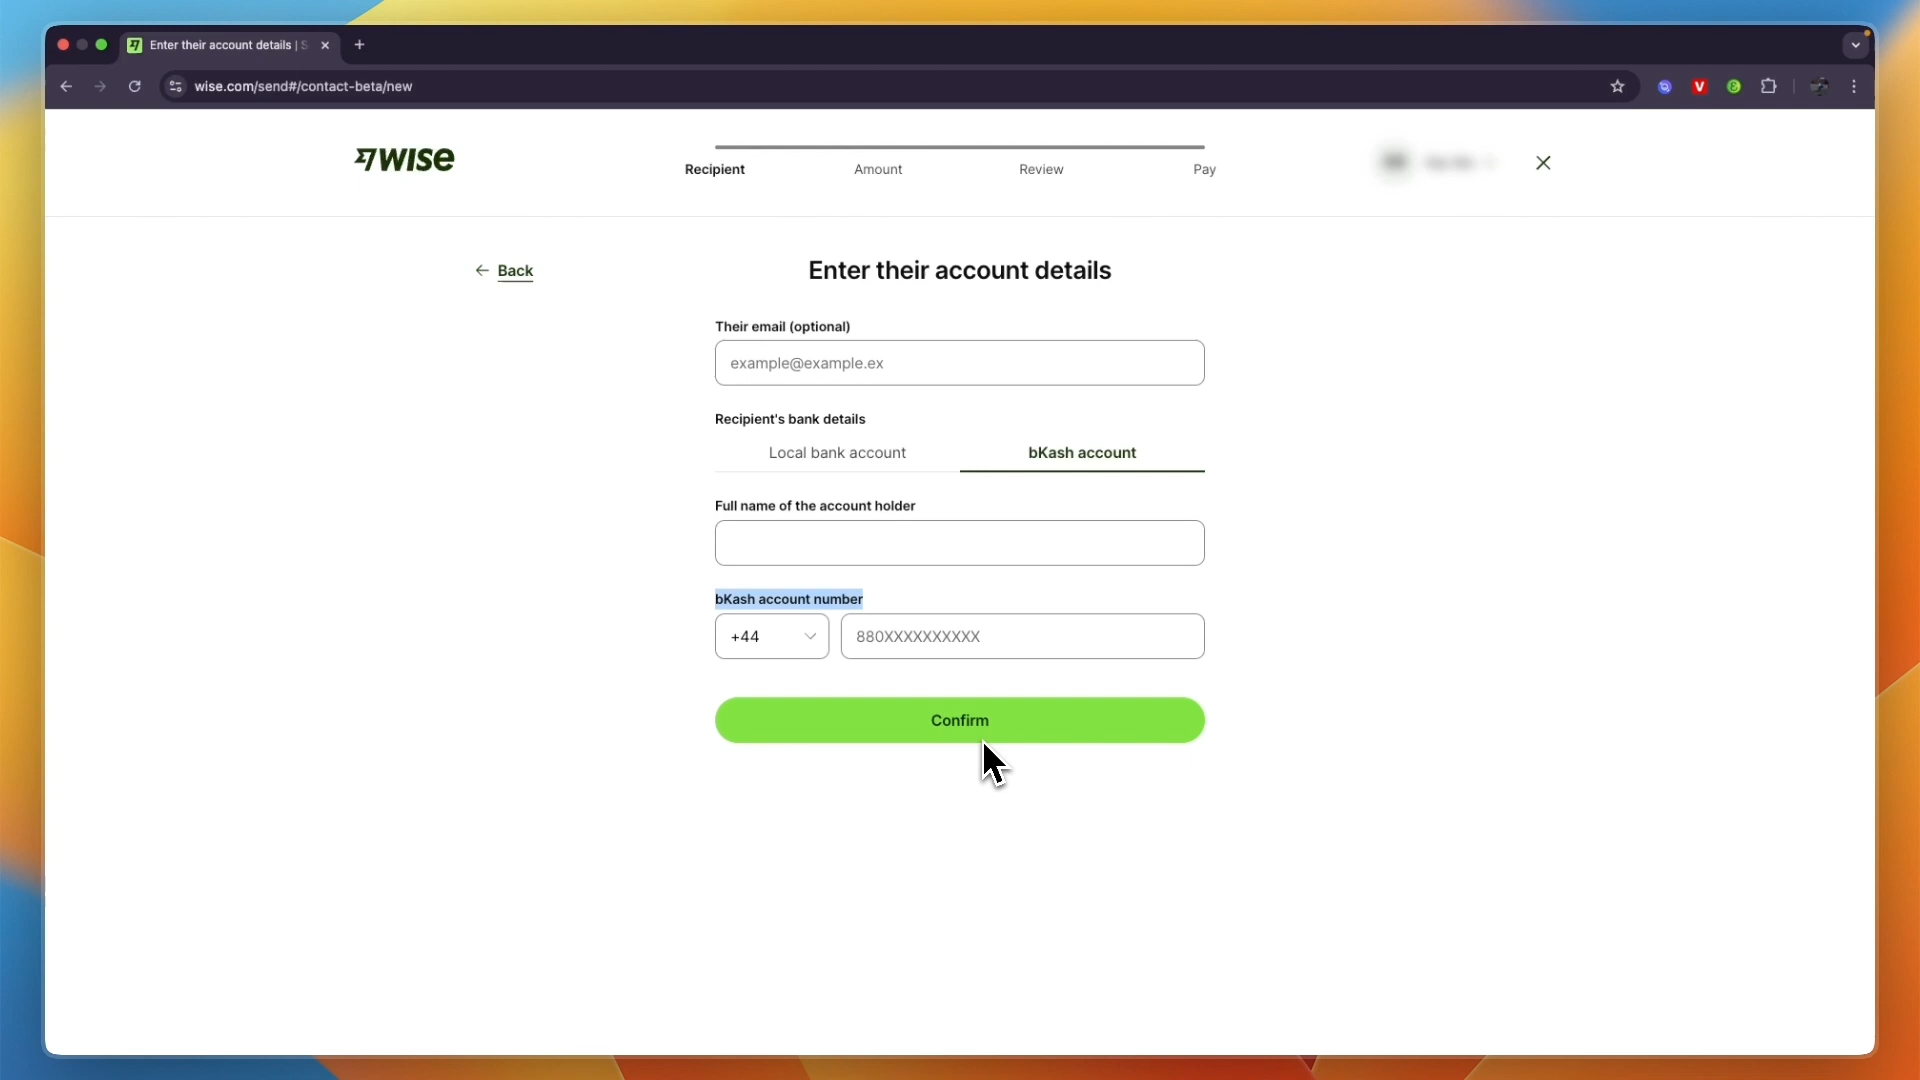 Enter their account details | S
wise.com/send#/contact-beta/new
V
WISE
Recipient
Amount
Review
Pay
Back
Enter their account details
Their email (optional)
example@example.ex
Recipient's bank details
Local bank account
bKash account
Full name of the account holder
bKash account number
+44
880XXXXXXXXXX
Confirm